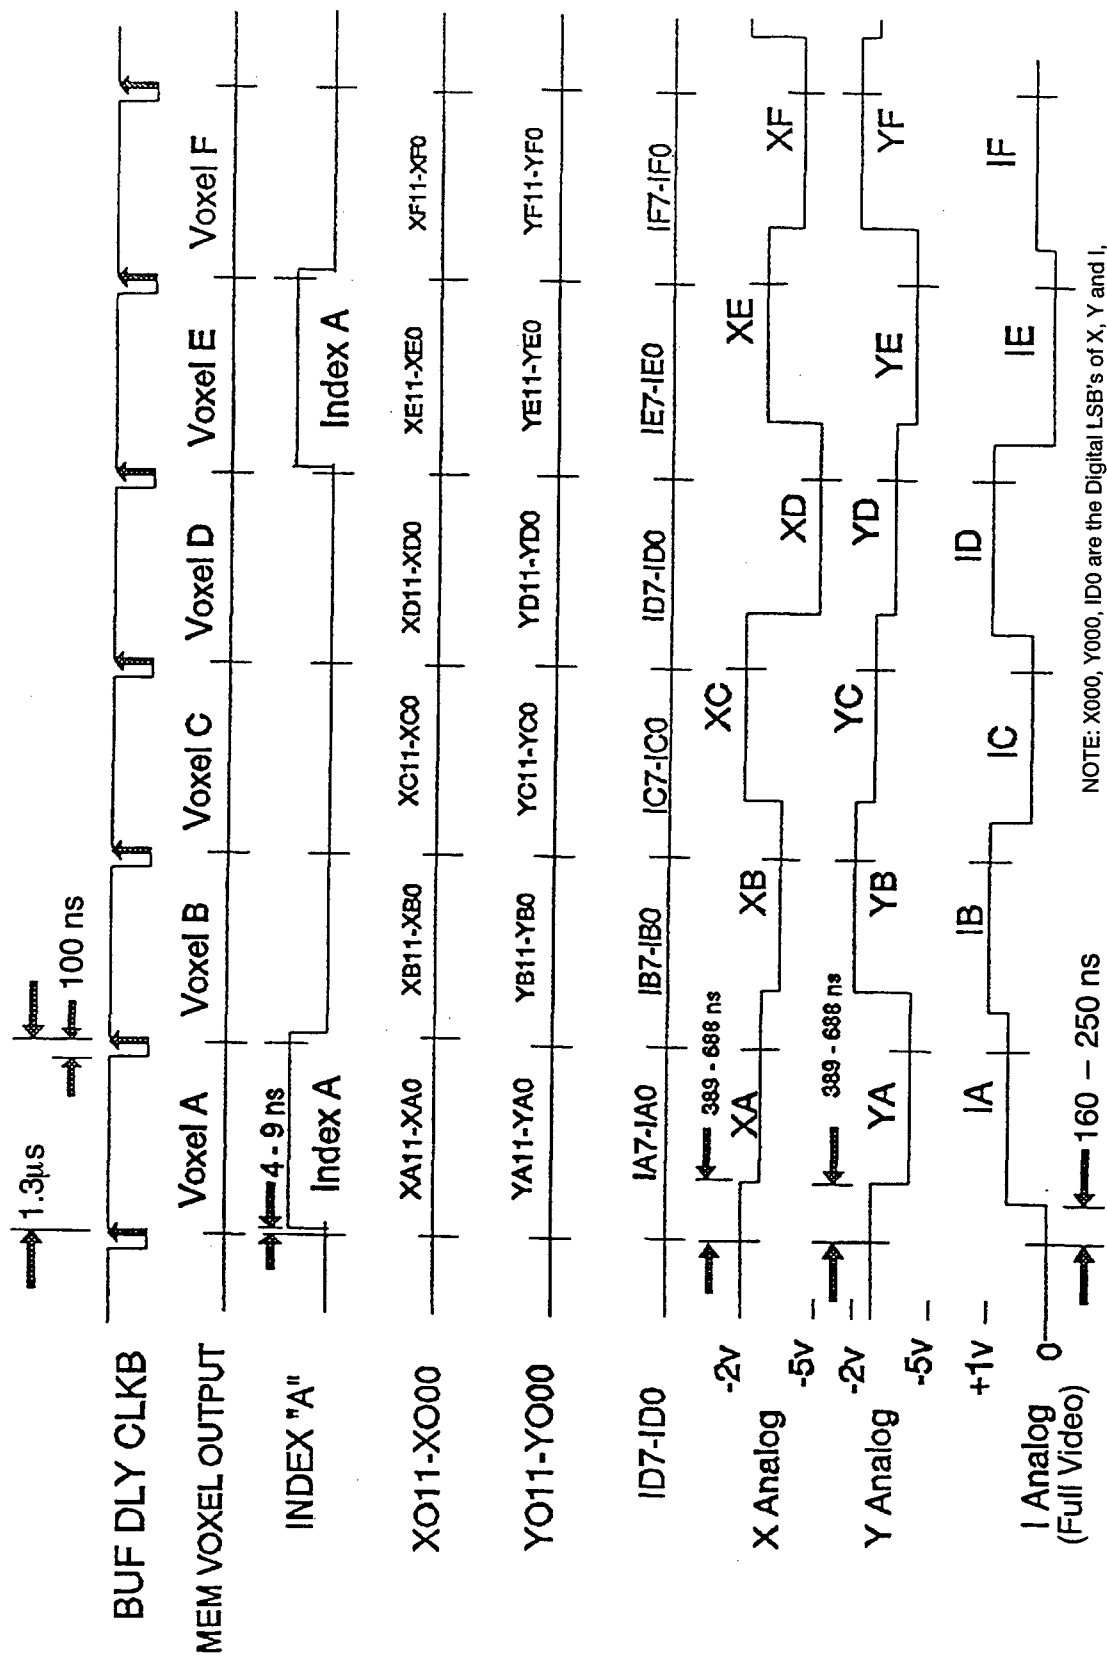 1.3μs
100 ns
BUF DLY CLKB
MEM VOXEL OUTPUT
Voxel A Voxel B Voxel C Voxel D Voxel E Voxel F
4 - 9 ns
INDEX "A"
Index A Index A
XO11-XO00
XA11-XA0 XB11-XB0 XC11-XC0 XD11-XD0 XE11-XE0 XF11-XF0
YO11-YO00
YA11-YA0 YB11-YB0 YC11-YC0 YD11-YD0 YE11-YE0 YF11-YF0
ID7-ID0
IA7-IA0 IB7-IB0 IC7-IC0 ID7-ID0 IE7-IE0 IF7-IF0
389 - 688 ns
-2v
X Analog
-5v
XA XB XC XD XE XF
389 - 688 ns
-2v
Y Analog
-5v
YA YB YC YD YE YF
+1v
IA IB IC ID IE IF
I Analog
(Full Video)
0
160 – 250 ns
NOTE: X000, Y000, ID0 are the Digital LSB's of X, Y and I,